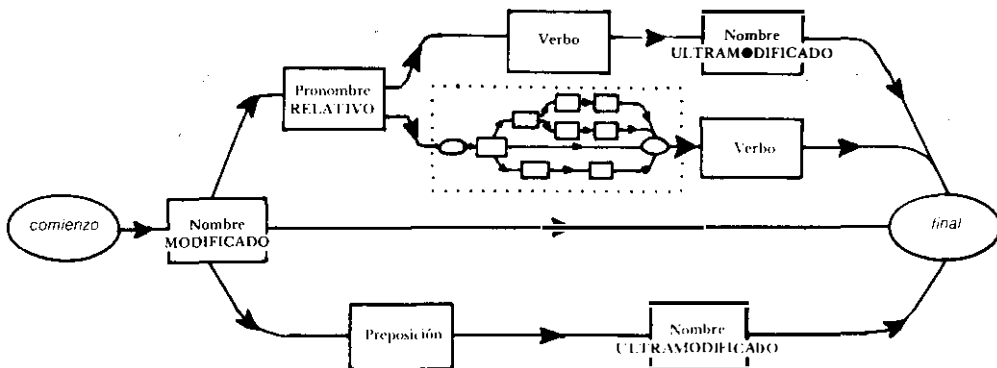 Verbo
Nombre
ULTRAMODIFICADO
Pronombre
RELATIVO
Verbo
comienzo
Nombre
MODIFICADO
final
Preposición
Nombre
ULTRAMODIFICADO